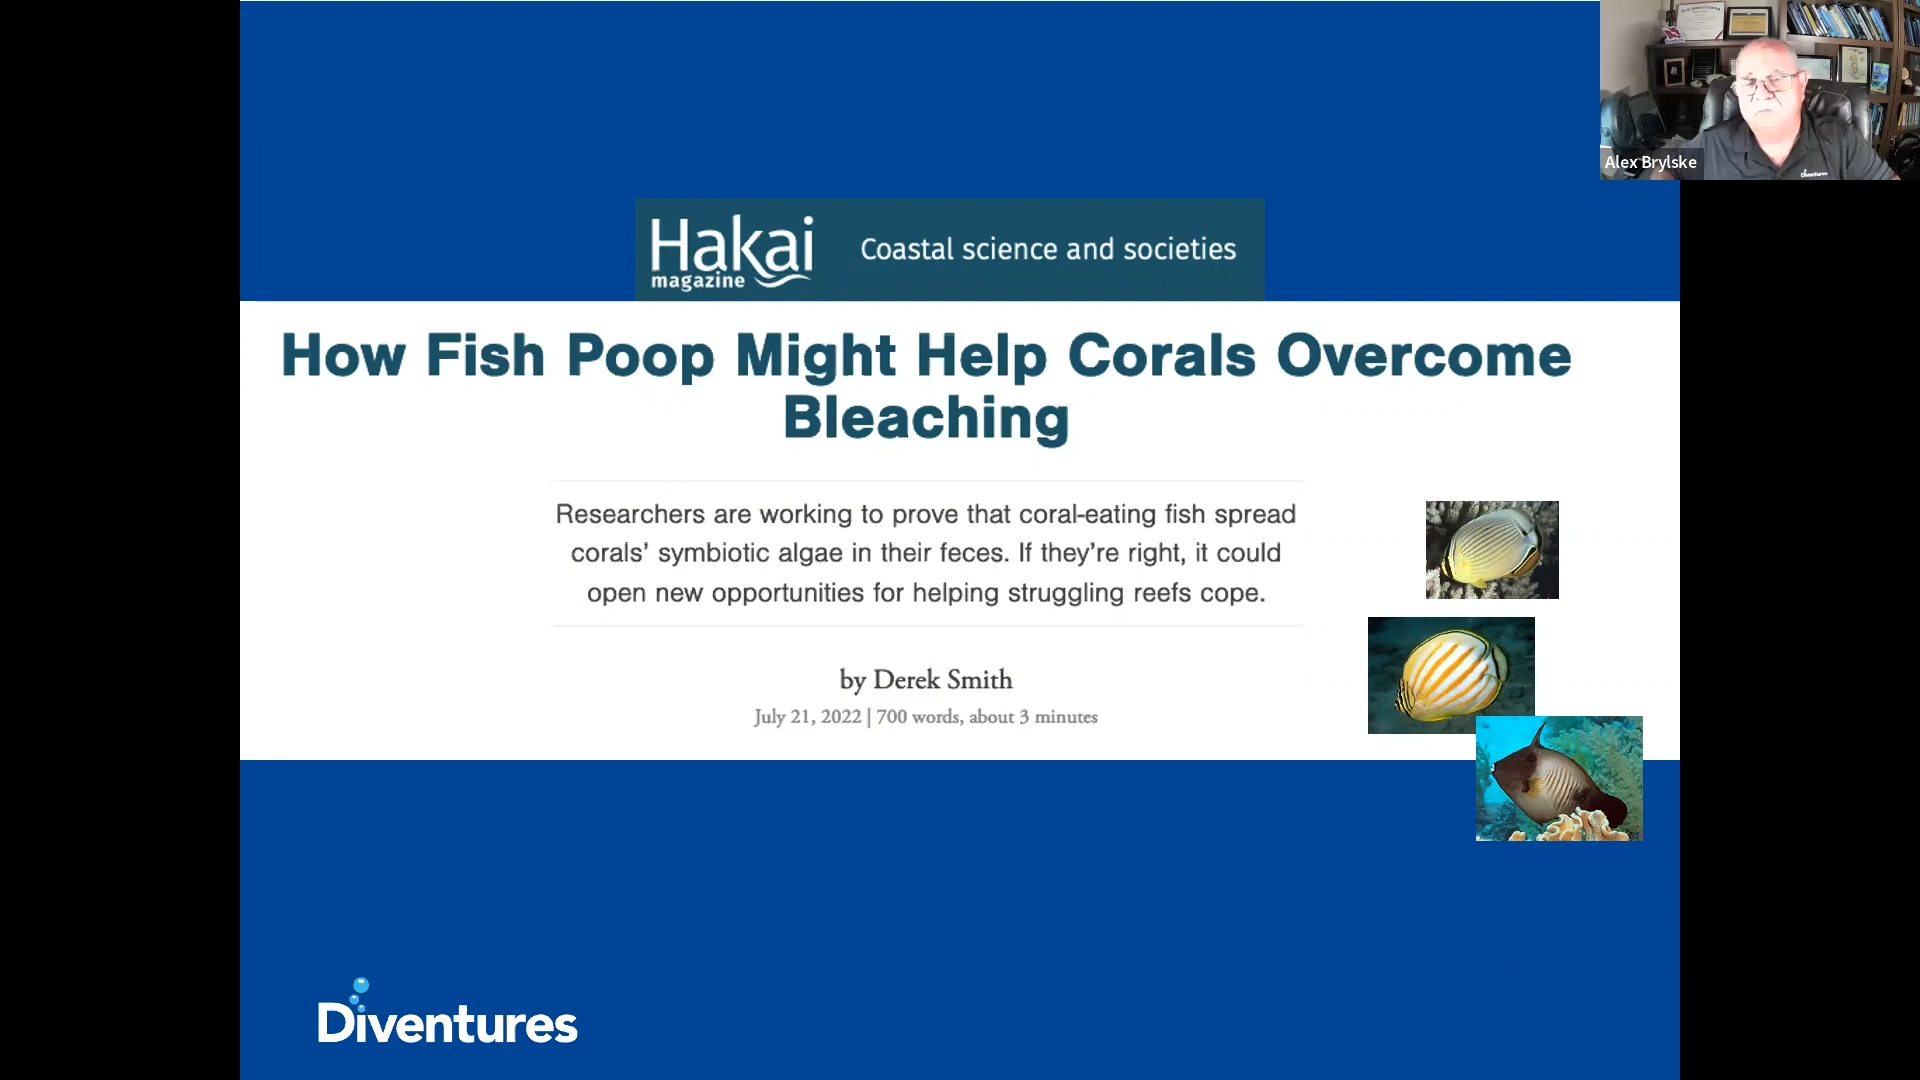 Alex Brylske
Diventures
Hakai
magazine
Coastal science and societies
How Fish Poop Might Help Corals Overcome
Bleaching
Researchers are working to prove that coral-eating fish spread
corals’ symbiotic algae in their feces. If they’re right, it could
open new opportunities for helping struggling reefs cope.
by Derek Smith
July 21, 2022 | 700 words, about 3 minutes
Diventures